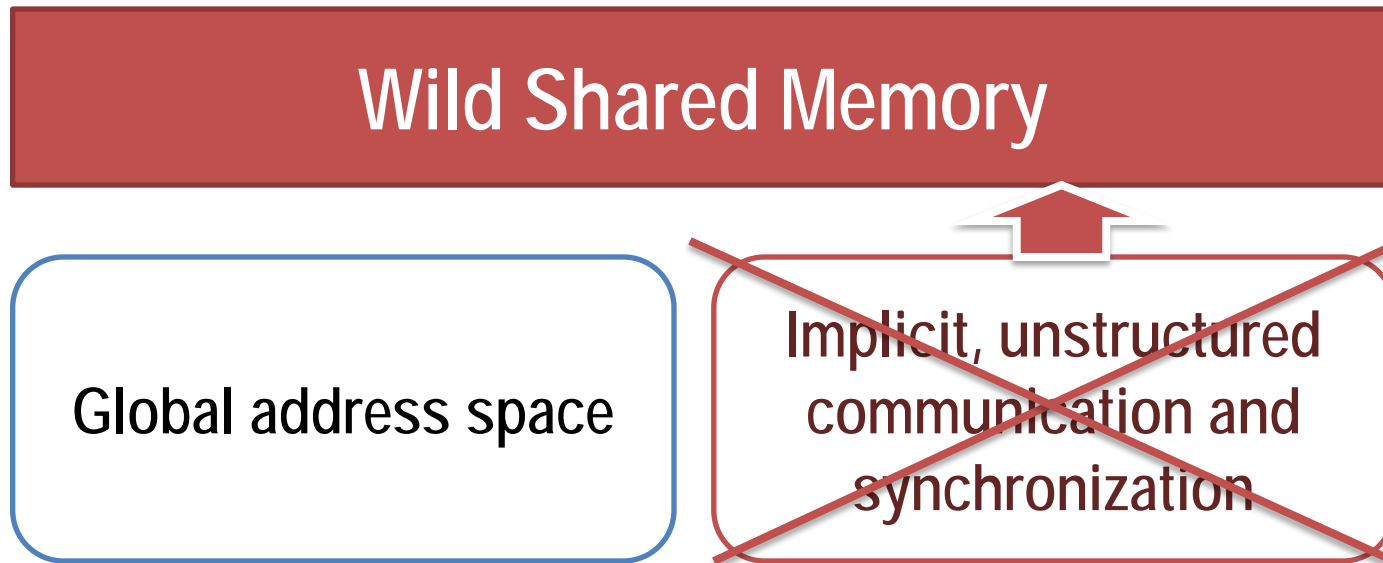 Wild Shared Memory
Global address space
Implicit, unstructured
communication and
synchronization